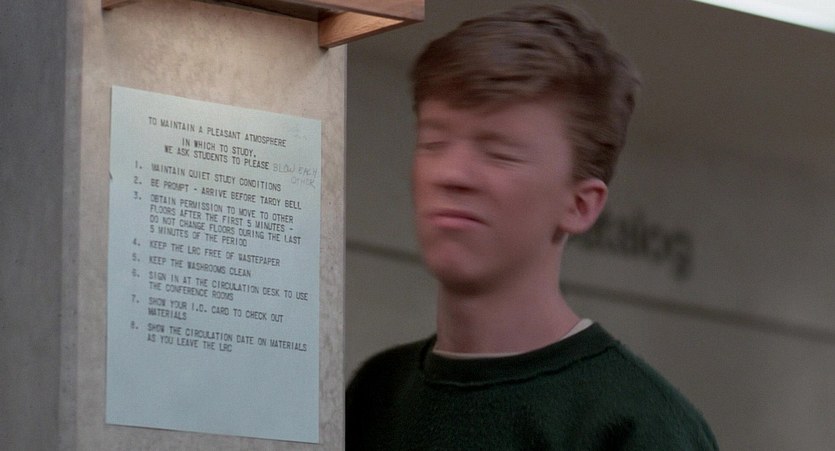 TO MAINTAIN A PLEASANT ATMOSPHERE
IN WHICH TO STUDY,
WE ASK STUDENTS TO PLEASE BLOW EACH
OTHER
1. MAINTAIN QUIET STUDY CONDITIONS
2. BE PROMPT - ARRIVE BEFORE TARDY BELL
3. OBTAIN PERMISSION TO MOVE TO OTHER
FLOORS AFTER THE FIRST 5 MINUTES -
DO NOT CHANGE FLOORS DURING THE LAST
5 MINUTES OF THE PERIOD
4. KEEP THE LRC FREE OF WASTEPAPER
5. KEEP THE WASHROOMS CLEAN
6. SIGN IN AT THE CIRCULATION DESK TO USE
THE CONFERENCE ROOMS
7. SHOW YOUR I.D. CARD TO CHECK OUT
MATERIALS
8. SHOW THE CIRCULATION DATE ON MATERIALS
AS YOU LEAVE THE LRC
atalog